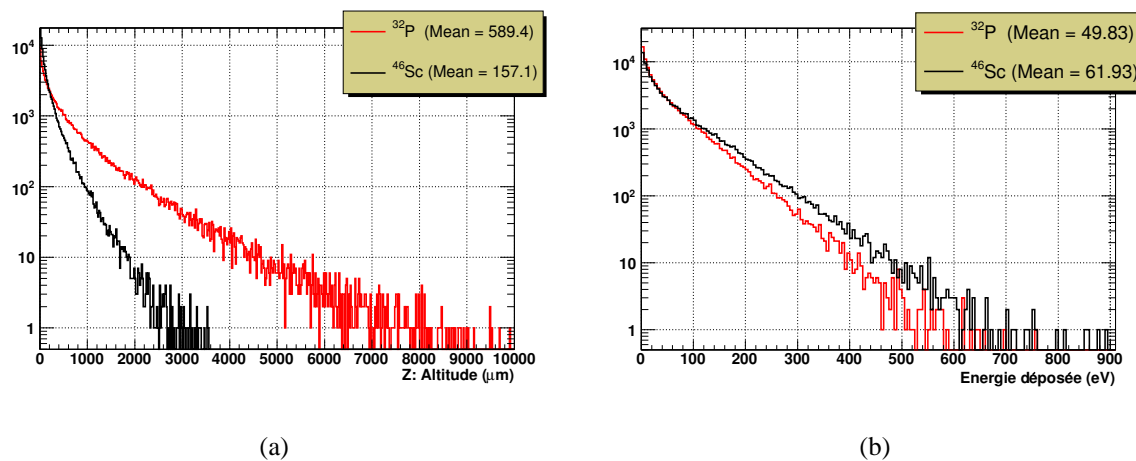 ³²P (Mean = 589.4)
⁴⁶Sc (Mean = 157.1)
10⁴
10³
10²
10
1
0 1000 2000 3000 4000 5000 6000 7000 8000 9000 10000
Z: Altitude (μm)
(a)
³²P (Mean = 49.83)
⁴⁶Sc (Mean = 61.93)
10⁴
10³
10²
10
1
0 100 200 300 400 500 600 700 800 900
Energie déposée (eV)
(b)